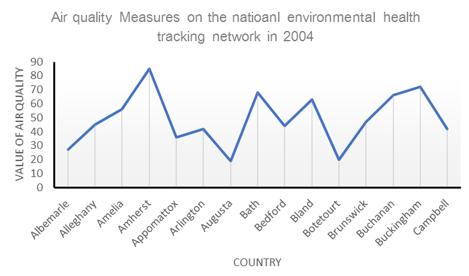 Air quality Measures on the natioanl environmental health
tracking network in 2004
VALUE OF AIR QUALITY
90
80
70
60
50
40
30
20
10
0
Albemarle
Alleghany
Amelia
Amherst
Appomattox
Arlington
Augusta
Bath
Bedford
Bland
Botetourt
Brunswick
Buchanan
Buckingham
Campbell
COUNTRY